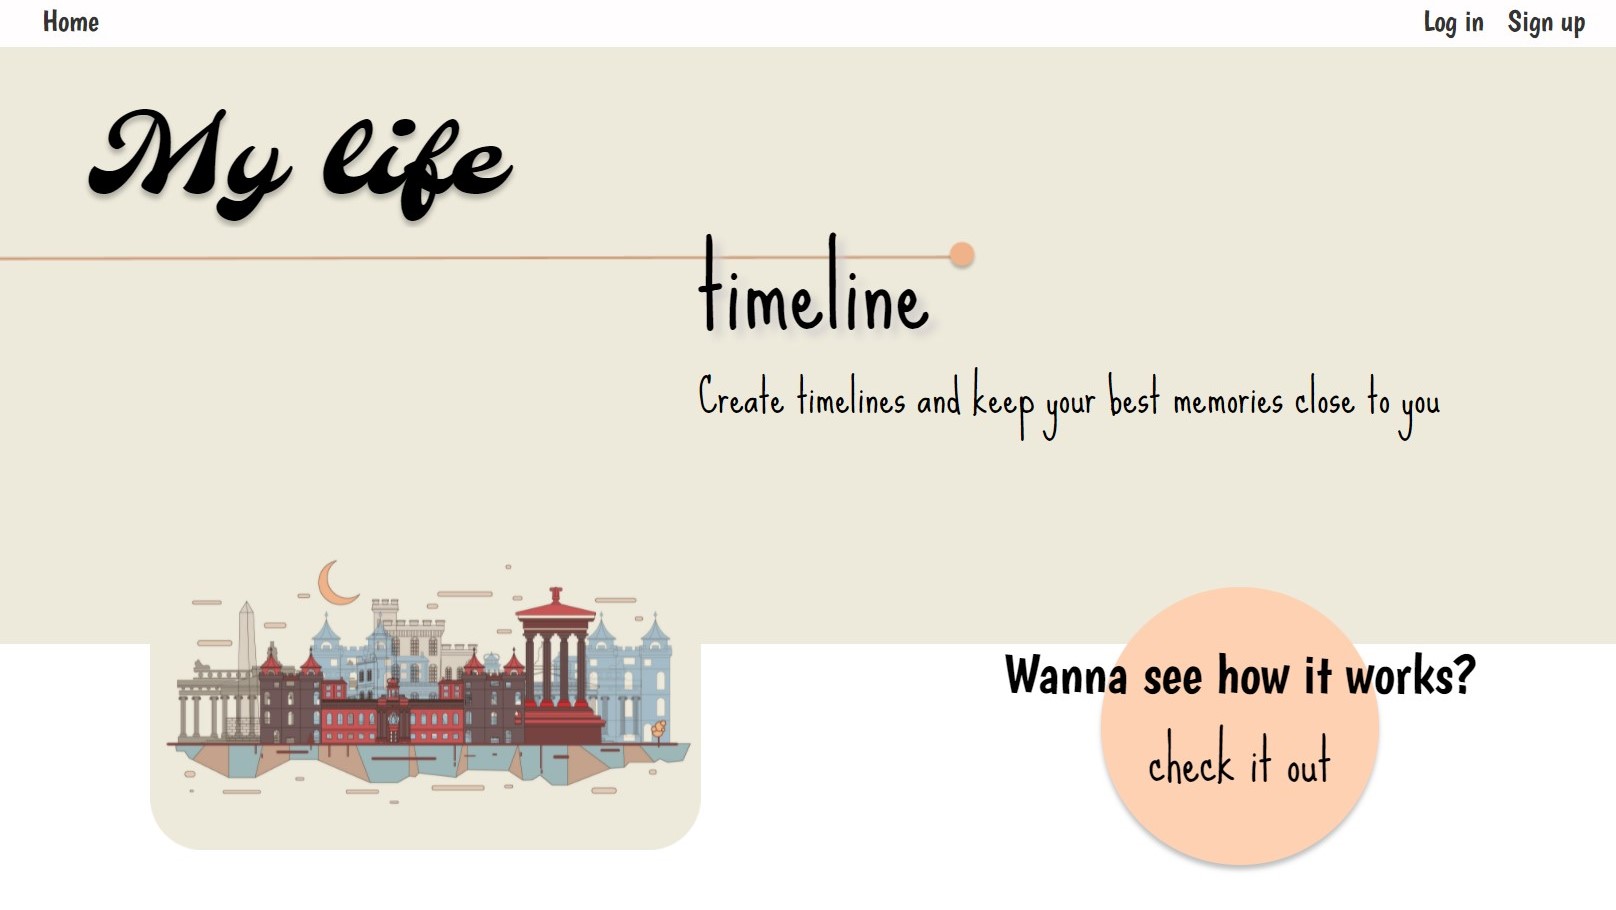 Home
Log in Sign up
My life
timeline
Create timelines and keep your best memories close to you
Wanna see how it works?
check it out